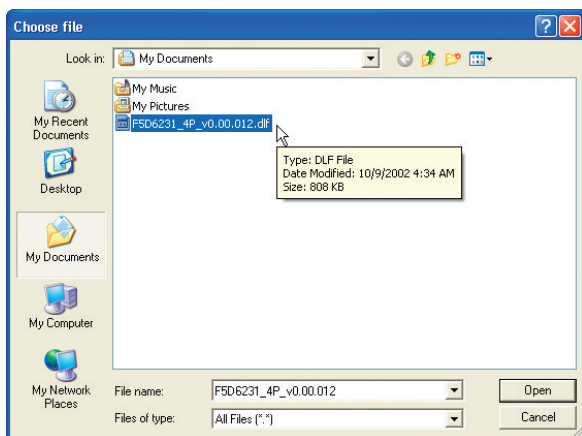 Choose file
Look in: My Documents
My Recent Documents
Desktop
My Documents
My Computer
My Network Places
My Music
My Pictures
F5D6231_4P_v0.00.012.dlf
Type: DLF File
Date Modified: 10/9/2002 4:34 AM
Size: 808 KB
File name: F5D6231_4P_v0.00.012 Open
Files of type: All Files (*.*) Cancel